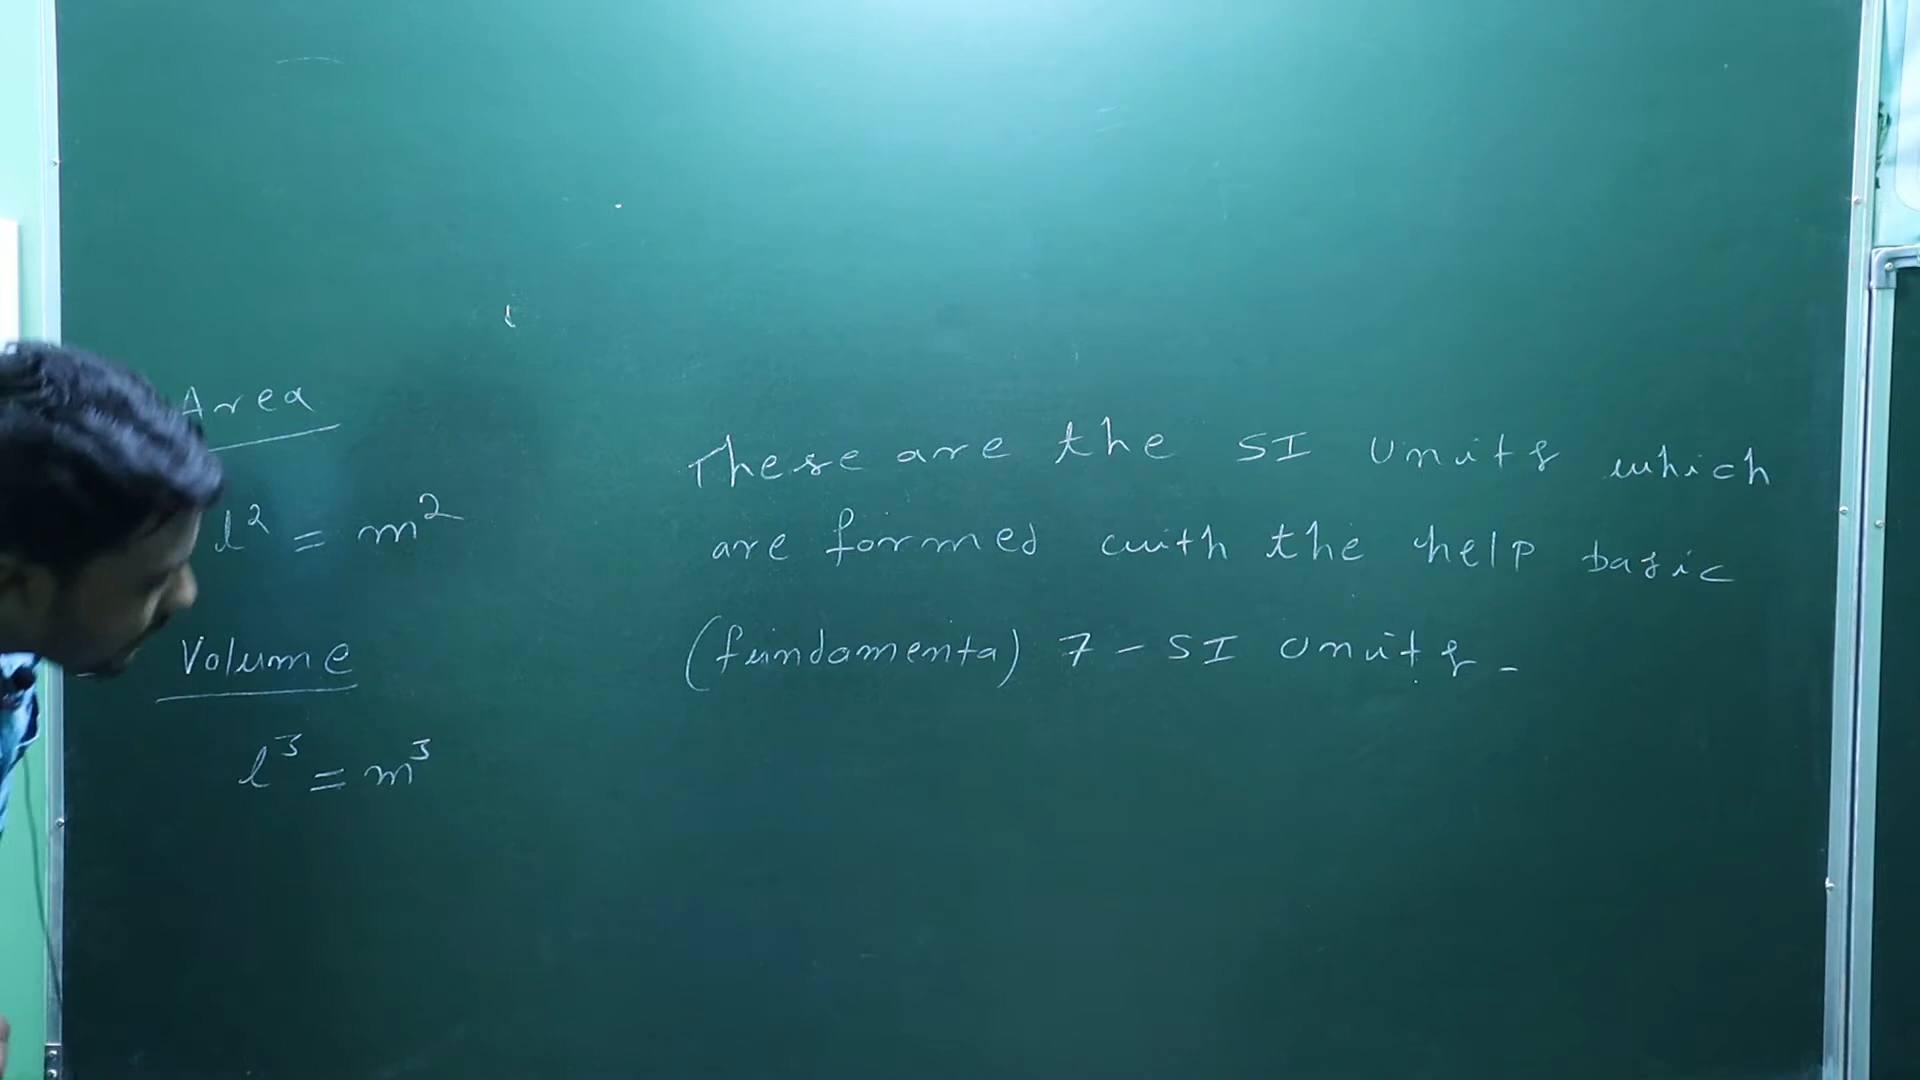 Area
l² = m²
Volume
l³ = m³
These are the SI Units which
are formed with the help basic
(fundamenta) 7 - SI Units -